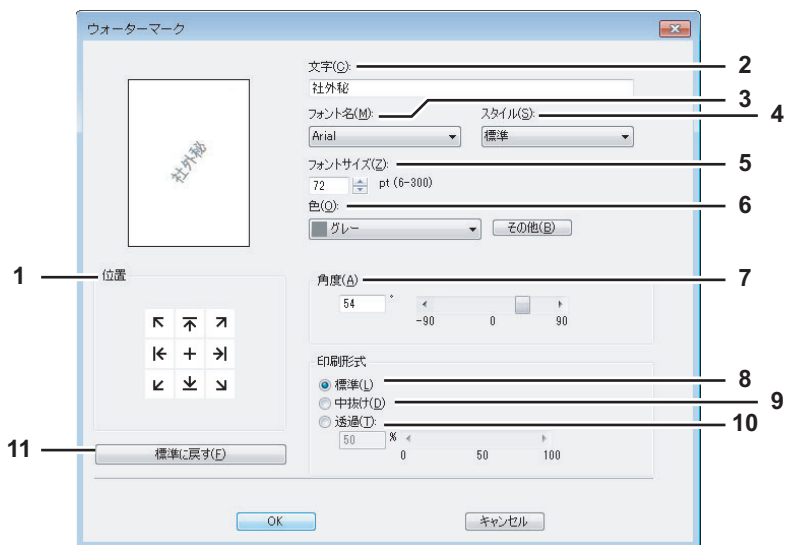 ウォーターマーク
文字(C):
2
社外秘
社外秘
フォント名(M):
3
スタイル(S):
4
Arial
標準
フォントサイズ(Z):
5
72 pt (6-300)
色(O):
6
グレー
その他(B)
1
位置
角度(A)
7
54 °
-90 0 90
印刷形式
標準(L)
8
中抜け(D)
9
透過(T):
10
50 %
0 50 100
11
標準に戻す(F)
OK
キャンセル